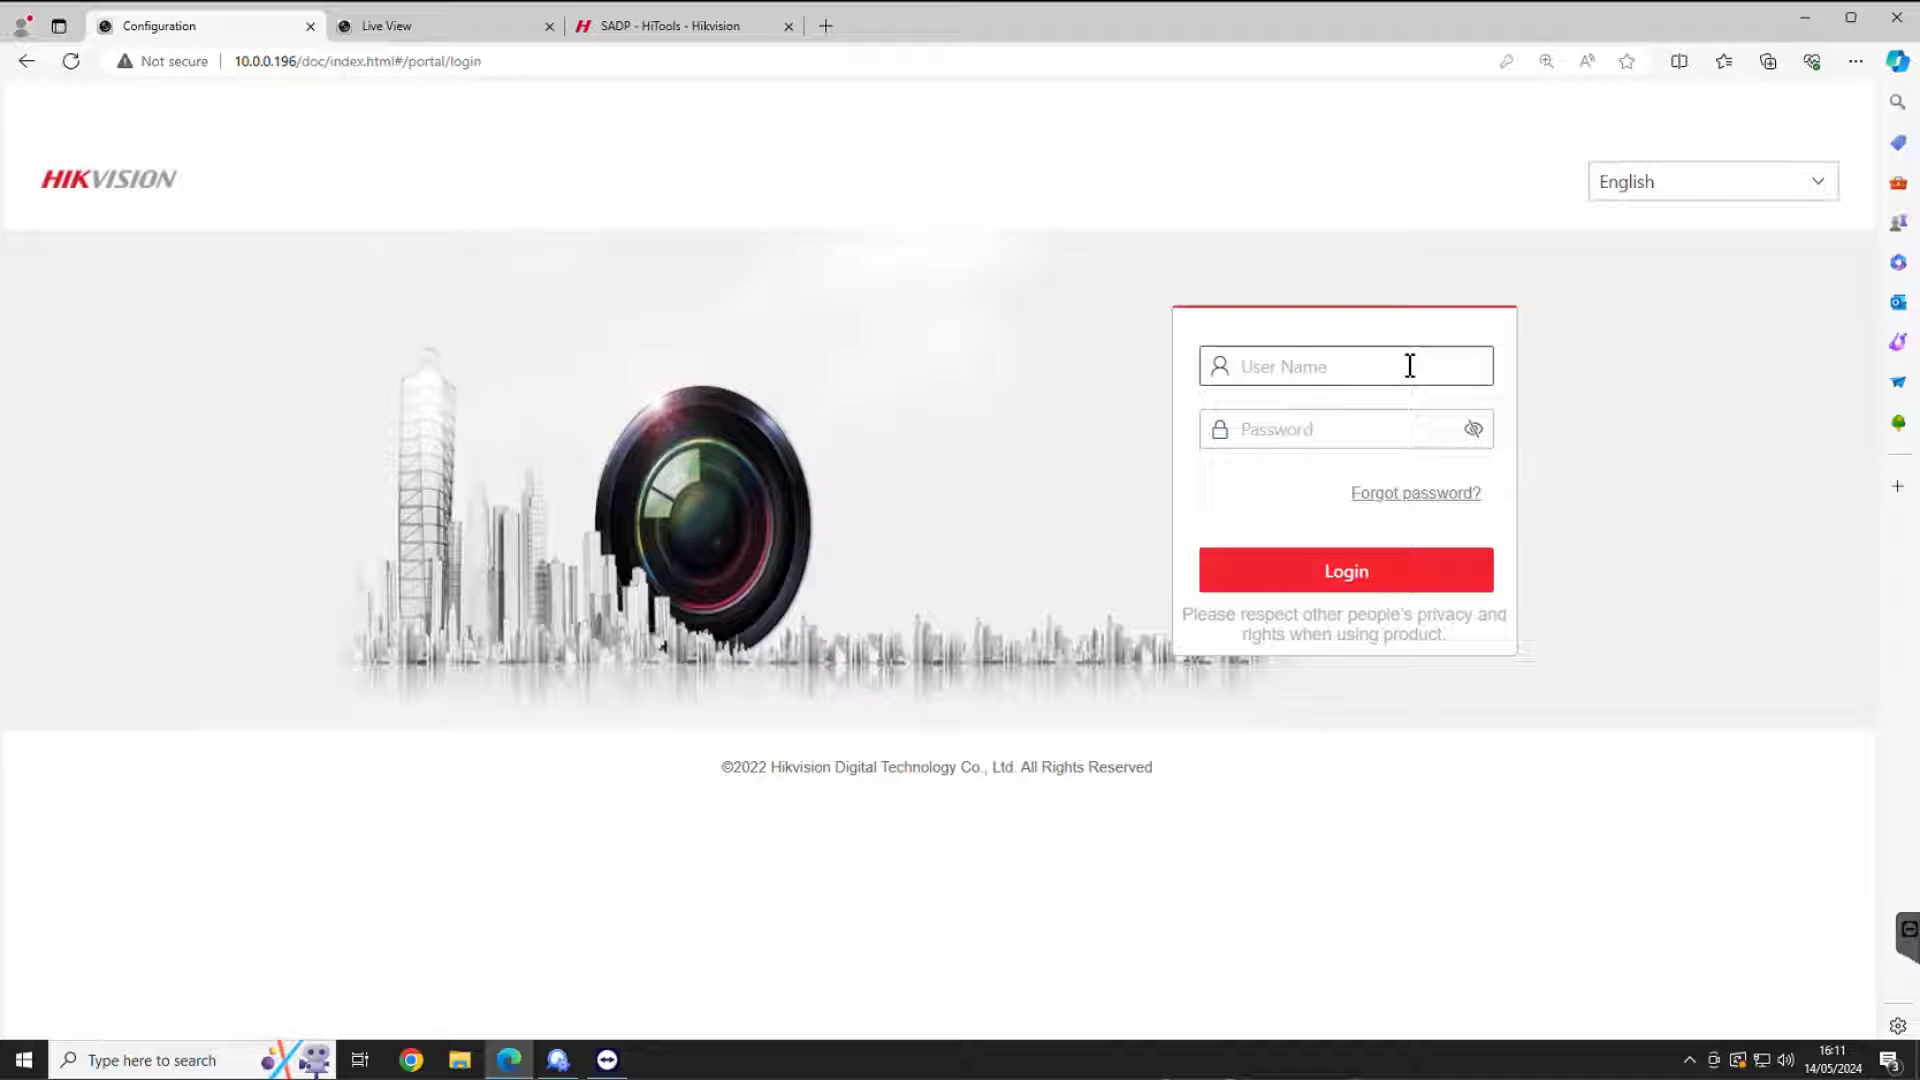 Configuration
Live View
SADP - HiTools - Hikvision
Not secure
10.0.0.196/doc/index.html#/portal/login
HIKVISION
English
User Name
Password
Forgot password?
Login
Please respect other people's privacy and
rights when using product.
©2022 Hikvision Digital Technology Co., Ltd. All Rights Reserved
Type here to search
16:11
14/05/2024
3